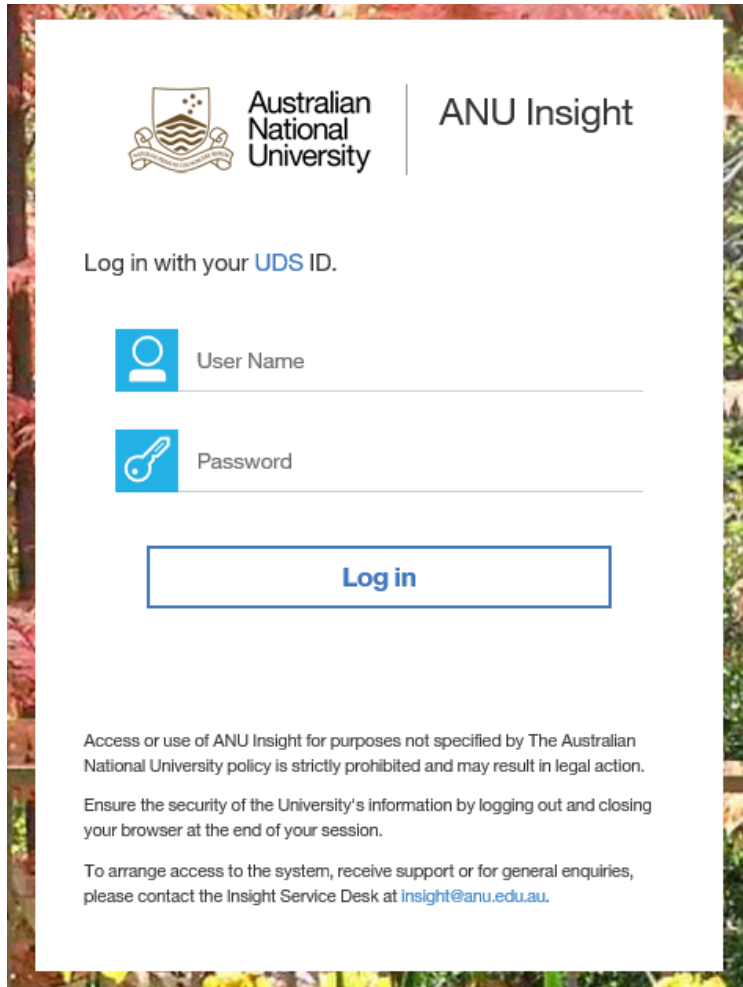 Australian
National
University
ANU Insight
Log in with your UDS ID.
User Name
Password
Log in
Access or use of ANU Insight for purposes not specified by The Australian
National University policy is strictly prohibited and may result in legal action.
Ensure the security of the University's information by logging out and closing
your browser at the end of your session.
To arrange access to the system, receive support or for general enquiries,
please contact the Insight Service Desk at insight@anu.edu.au.